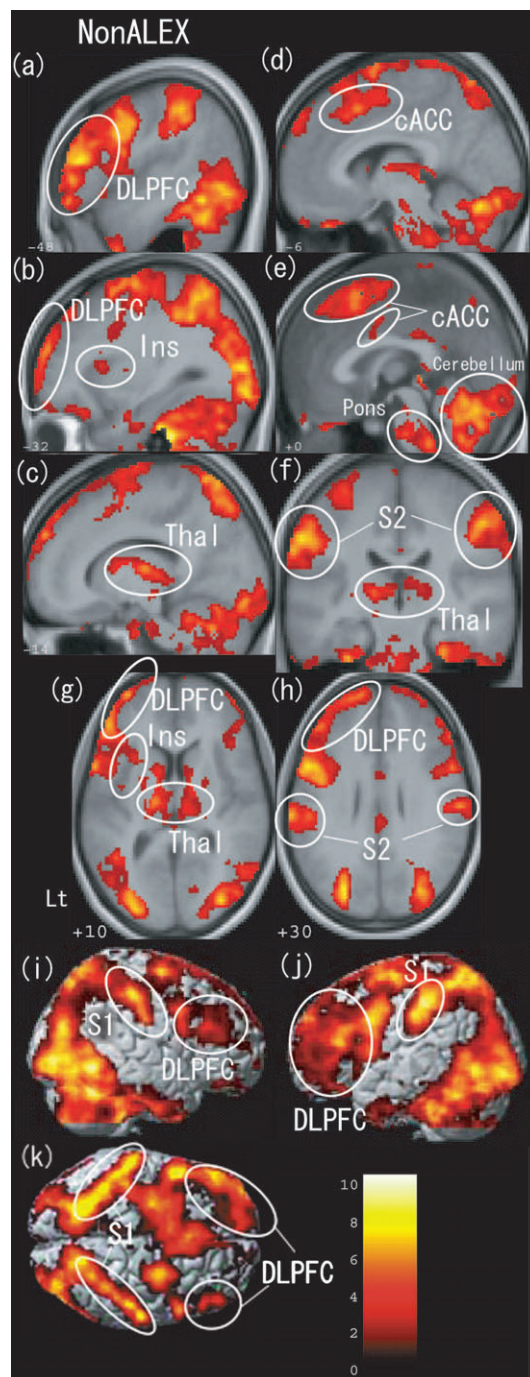 NonALEX
(a)
DLPFC
-48
(d)
cACC
-6
(b)
DLPFC
Ins
-32
(e)
cACC
Cerebellum
Pons
+0
(c)
Thal
-14
(f)
S2
Thal
(g)
DLPFC
Ins
Thal
Lt
+10
(h)
DLPFC
S2
+30
(i)
S1
DLPFC
(j)
S1
DLPFC
(k)
S1
DLPFC
10
8
6
4
2
0